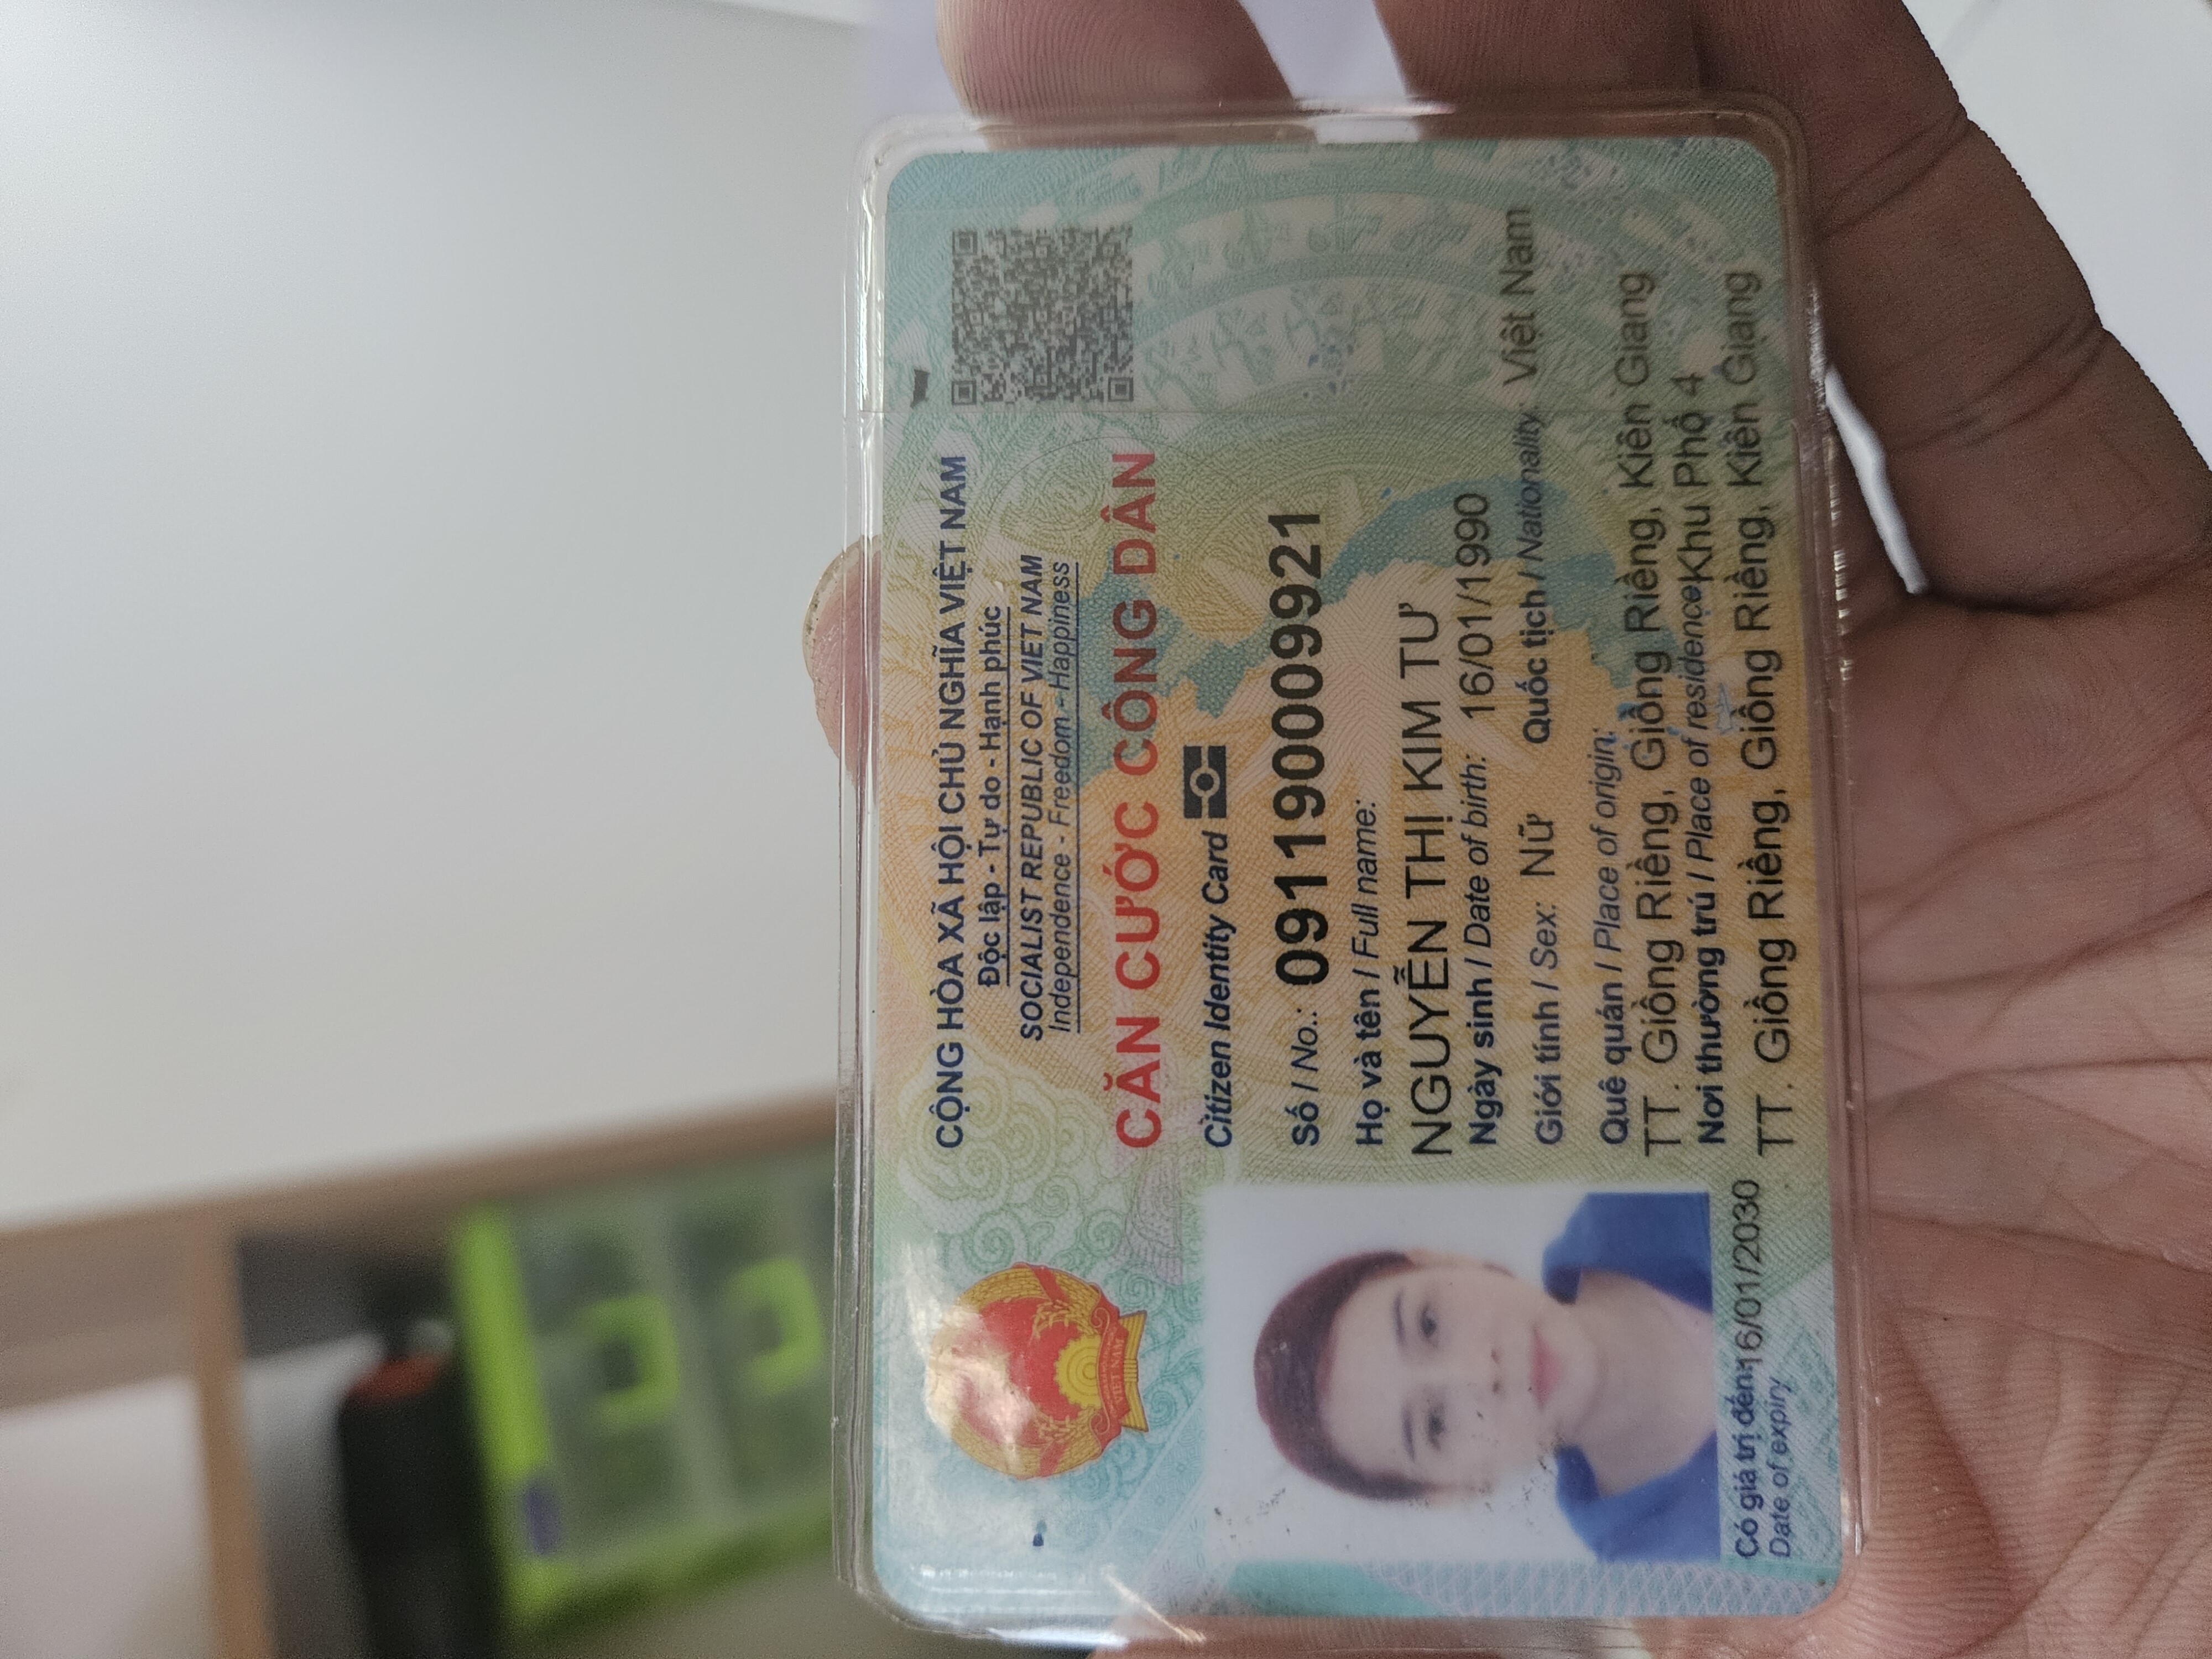 CỘNG HÒA XÃ HỘI CHỦ NGHĨA VIỆT NAM
Độc lập - Tự do - Hạnh phúc
SOCIALIST REPUBLIC OF VIET NAM
Independence - Freedom - Happiness
CĂN CƯỚC CÔNG DÂN
Citizen Identity Card
Số / No.: 091190009921
Họ và tên / Full name:
NGUYỄN THỊ KIM TƯ
Ngày sinh / Date of birth: 16/01/1990
Giới tính / Sex: Nữ Quốc tịch / Nationality: Việt Nam
Quê quán / Place of origin:
TT. Giồng Riềng, Giồng Riềng, Kiên Giang
Nơi thường trú / Place of residence: Khu Phố 4
TT. Giồng Riềng, Giồng Riềng, Kiên Giang
Có giá trị đến: 16/01/2030
Date of expiry
VIỆT NAM